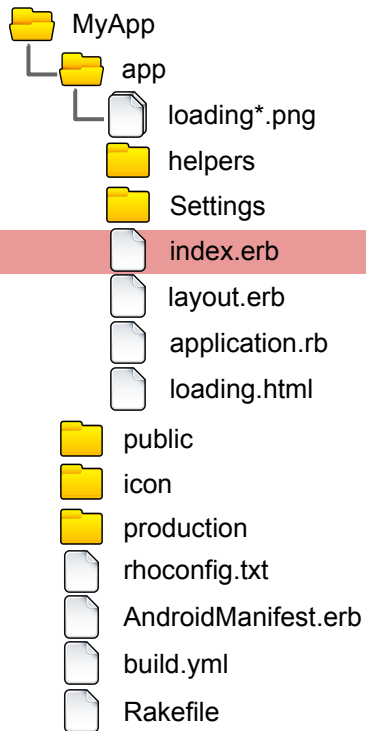 MyApp
app
loading*.png
helpers
Settings
index.erb
layout.erb
application.rb
loading.html
public
icon
production
rhoconfig.txt
AndroidManifest.erb
build.yml
Rakefile